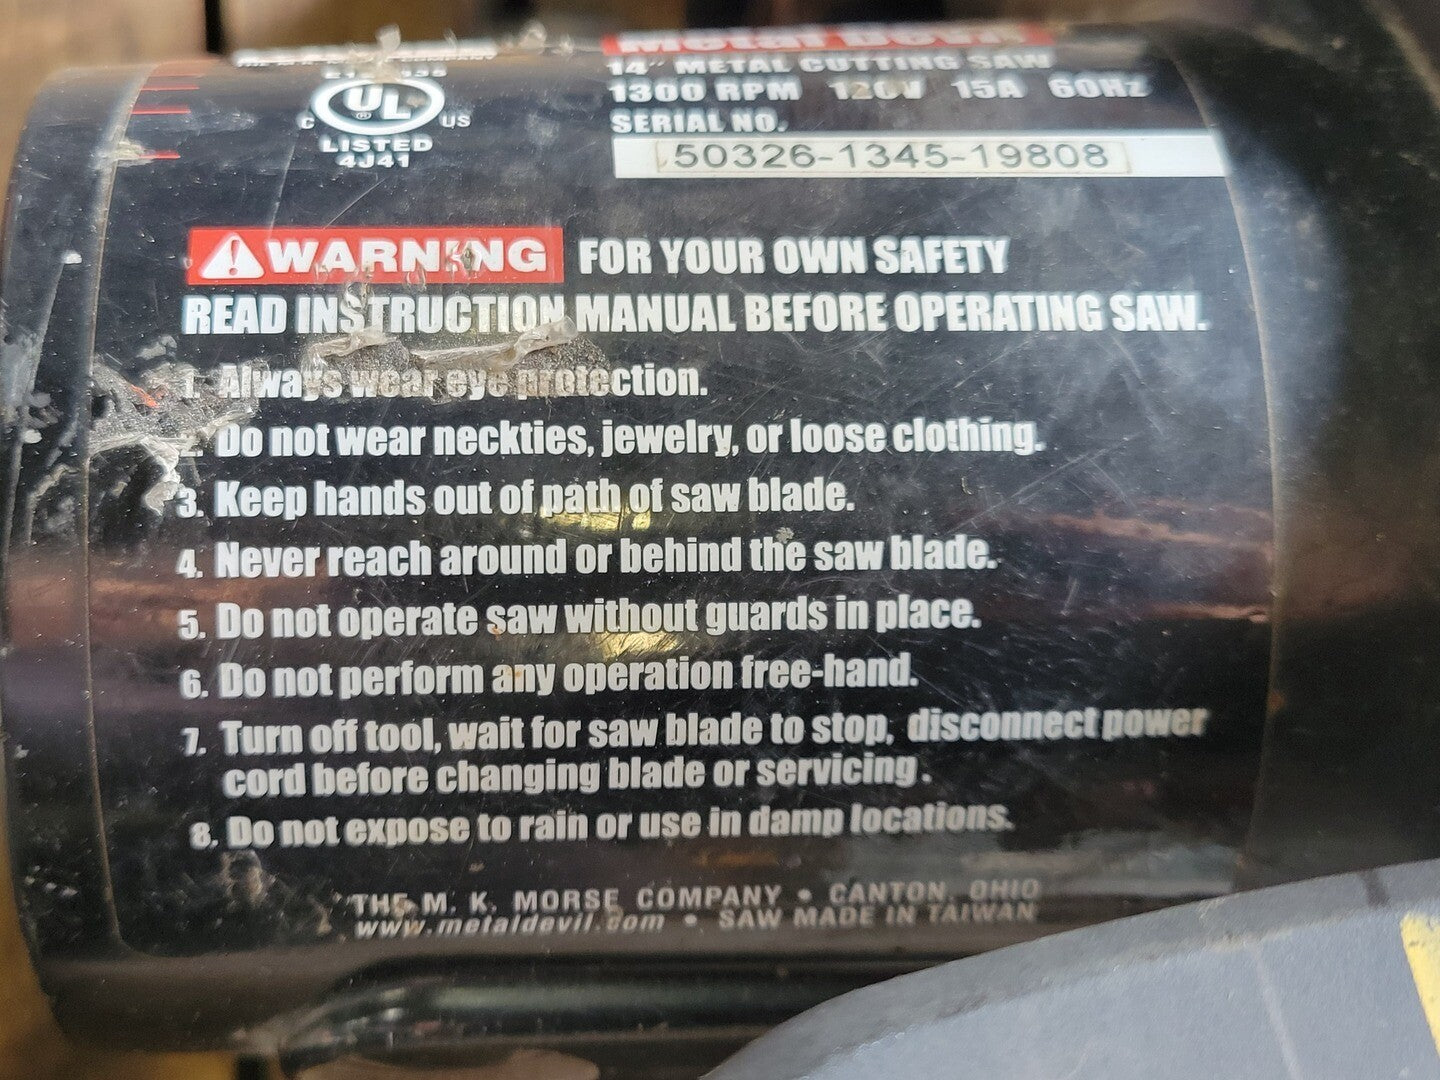 Metal Devil
14" METAL CUTTING SAW
1300 RPM 120V 15A 60Hz
SERIAL NO.
50326-1345-19808
UL
®
C US
LISTED
4J41
WARNING FOR YOUR OWN SAFETY
READ INSTRUCTION MANUAL BEFORE OPERATING SAW.
1. Always wear eye protection.
2. Do not wear neckties, jewelry, or loose clothing.
3. Keep hands out of path of saw blade.
4. Never reach around or behind the saw blade.
5. Do not operate saw without guards in place.
6. Do not perform any operation free-hand.
7. Turn off tool, wait for saw blade to stop, disconnect power
cord before changing blade or servicing.
8. Do not expose to rain or use in damp locations.
THE M. K. MORSE COMPANY • CANTON, OHIO
www.metaldevil.com • SAW MADE IN TAIWAN